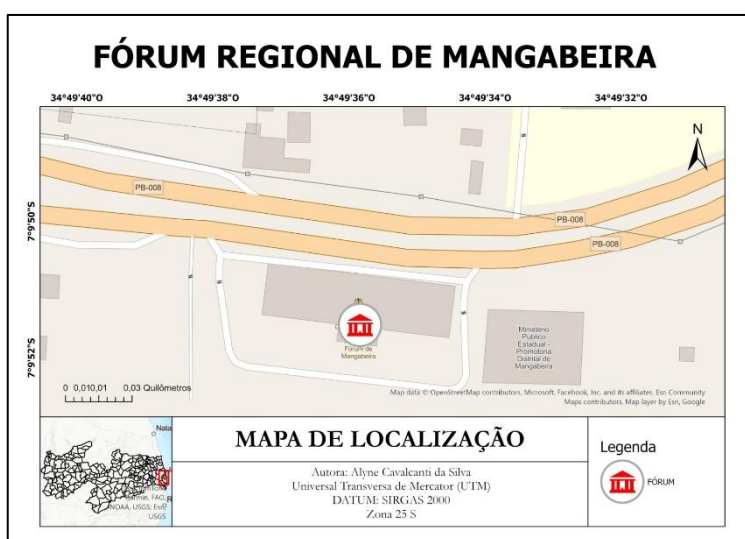 FÓRUM REGIONAL DE MANGABEIRA
34°49'40"O 34°49'38"O 34°49'36"O 34°49'34"O 34°49'32"O
N
PB-008
PB-008
PB-008
7°9'50"S
7°9'52"S
Fórum de
Mangabeira
Ministério
Publico
Estadual -
Promotoria
Distrital de
Mangabeira
0 0,010,01 0,03 Quilômetros
Map data © OpenStreetMap contributors, Microsoft, Facebook, Inc. and its affiliates, Esri Community
Maps contributors, Map layer by Esri, Google
Nata
FAO,
NOAA, USGS, Esri,
USGS
MAPA DE LOCALIZAÇÃO
Autora: Alyne Cavalcanti da Silva
Universal Transversa de Mercator (UTM)
DATUM: SIRGAS 2000
Zona 25 S
Legenda
FÓRUM